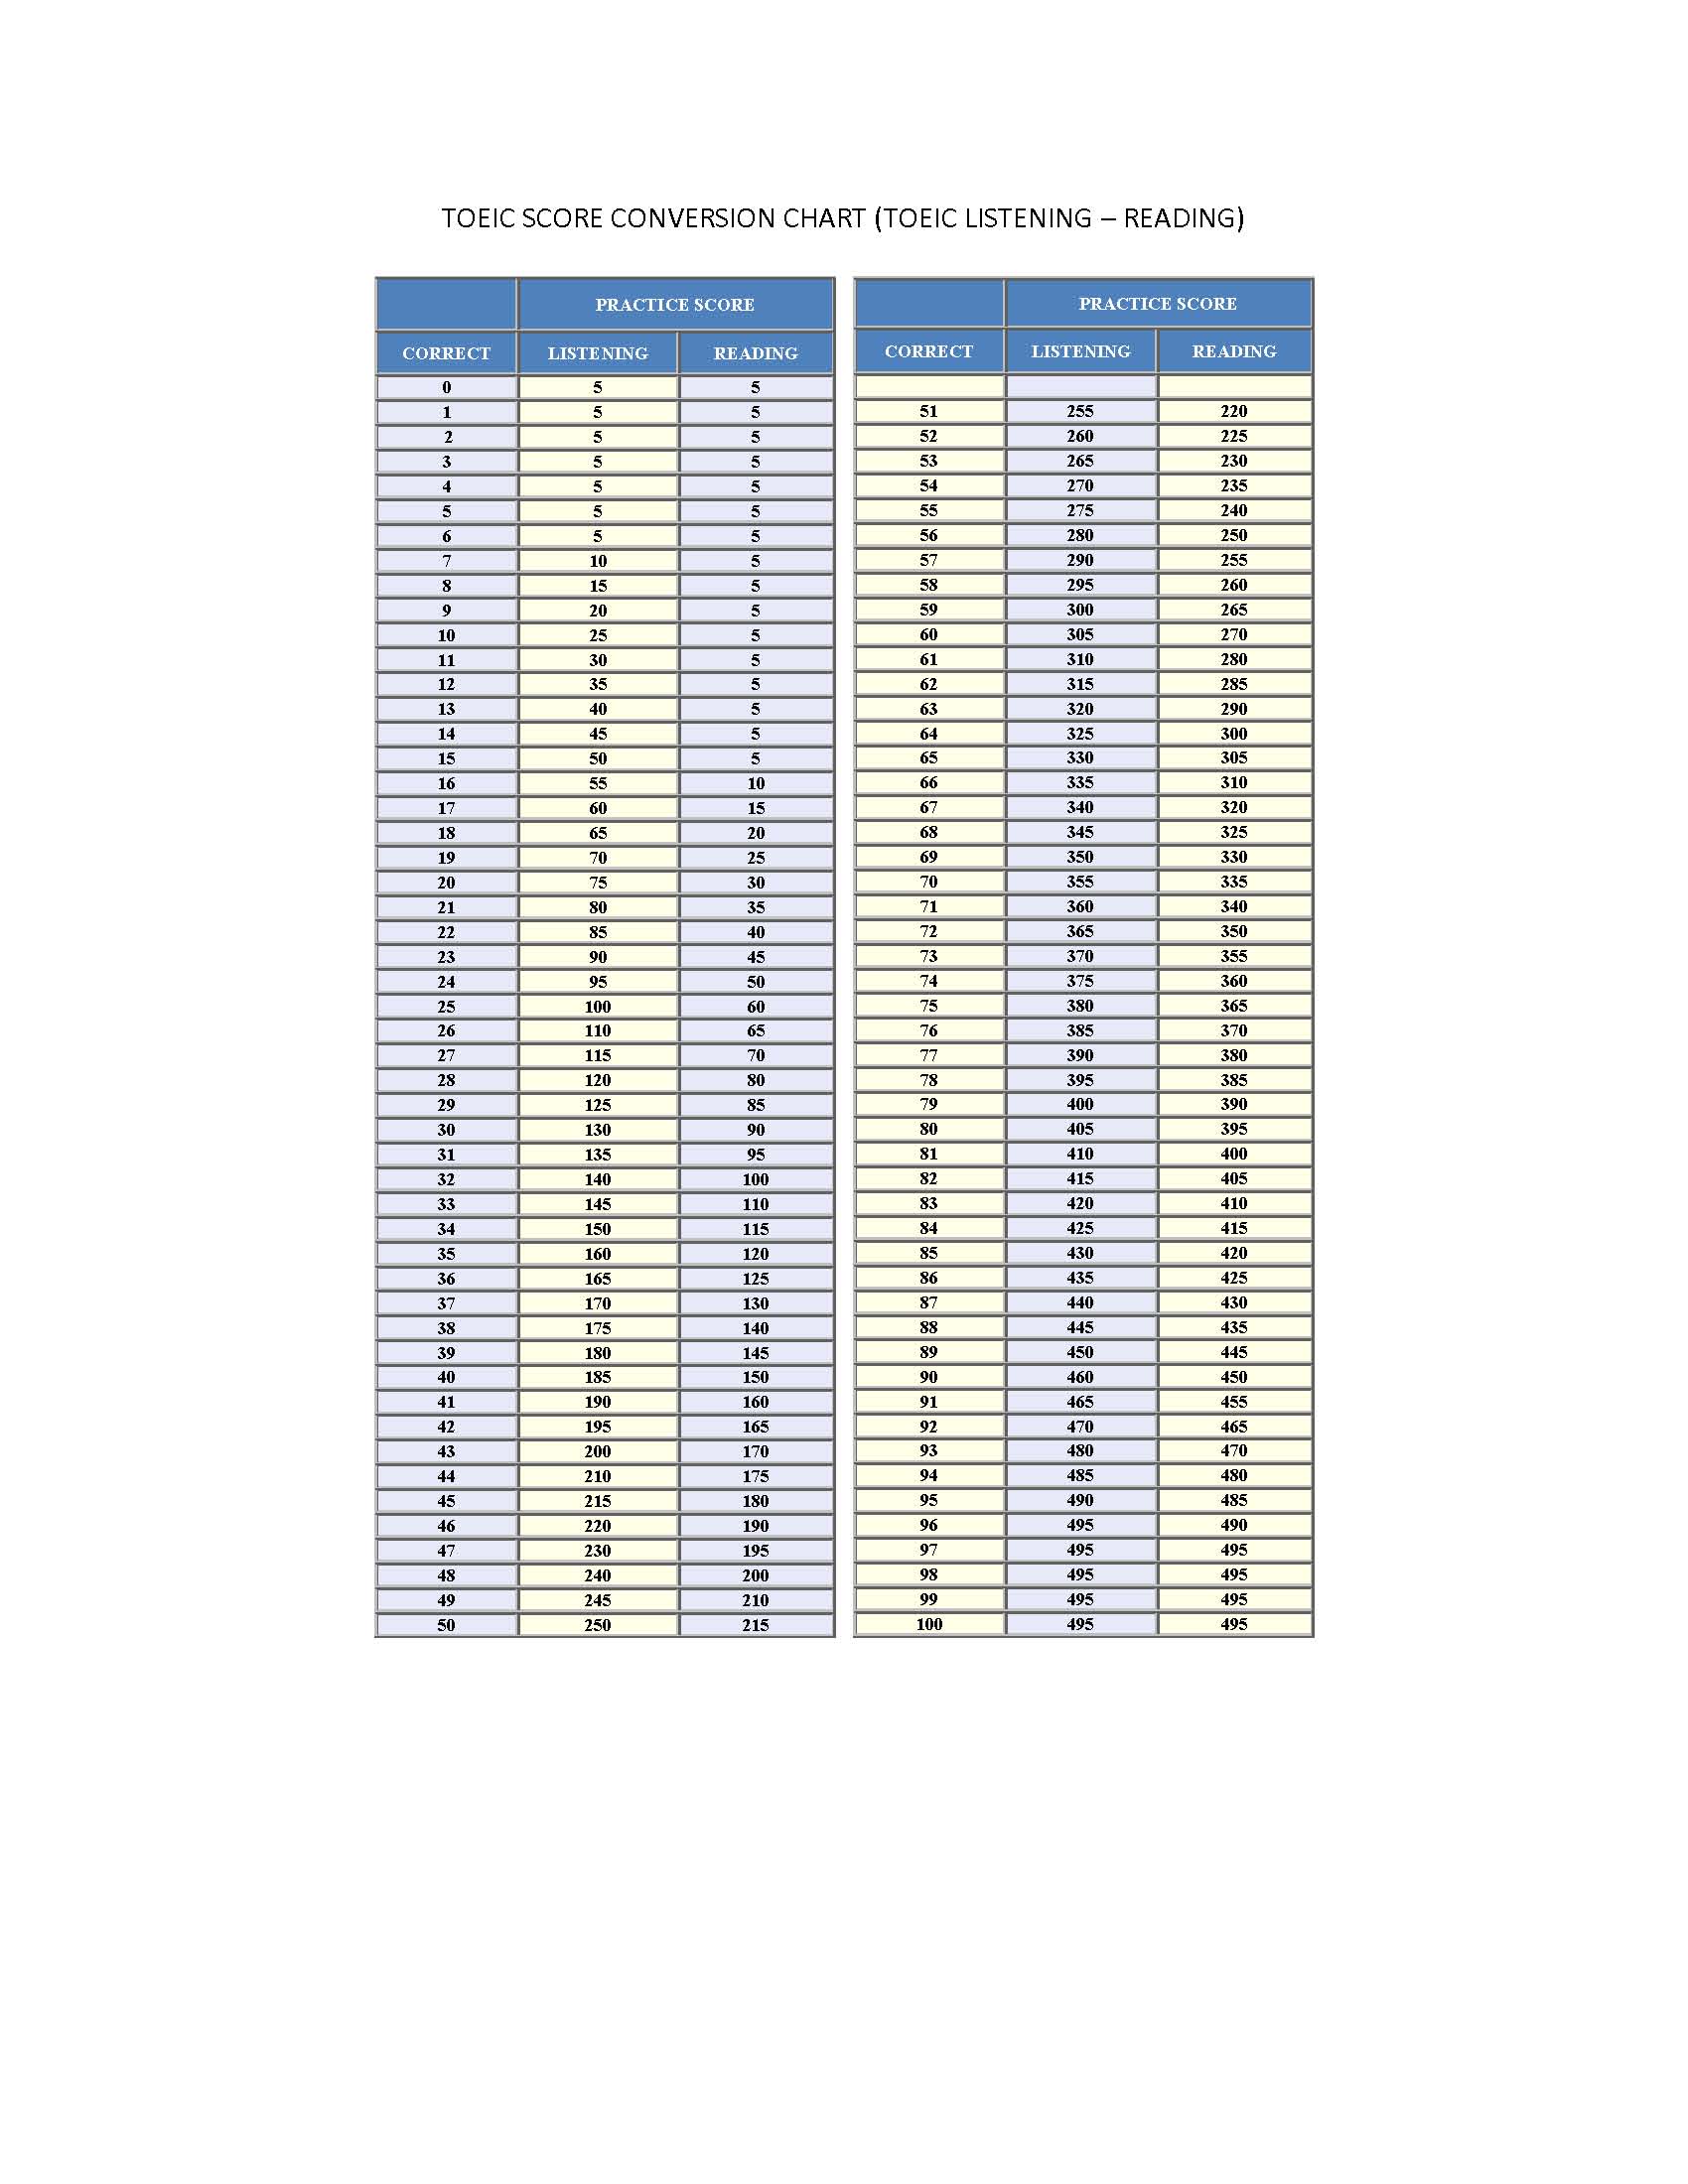 TOEIC SCORE CONVERSION CHART (TOEIC LISTENING – READING)
PRACTICE SCORE
CORRECT LISTENING READING
0 5 5
1 5 5
2 5 5
3 5 5
4 5 5
5 5 5
6 5 5
7 10 5
8 15 5
9 20 5
10 25 5
11 30 5
12 35 5
13 40 5
14 45 5
15 50 5
16 55 10
17 60 15
18 65 20
19 70 25
20 75 30
21 80 35
22 85 40
23 90 45
24 95 50
25 100 60
26 110 65
27 115 70
28 120 80
29 125 85
30 130 90
31 135 95
32 140 100
33 145 110
34 150 115
35 160 120
36 165 125
37 170 130
38 175 140
39 180 145
40 185 150
41 190 160
42 195 165
43 200 170
44 210 175
45 215 180
46 220 190
47 230 195
48 240 200
49 245 210
50 250 215
PRACTICE SCORE
CORRECT LISTENING READING
51 255 220
52 260 225
53 265 230
54 270 235
55 275 240
56 280 250
57 290 255
58 295 260
59 300 265
60 305 270
61 310 280
62 315 285
63 320 290
64 325 300
65 330 305
66 335 310
67 340 320
68 345 325
69 350 330
70 355 335
71 360 340
72 365 350
73 370 355
74 375 360
75 380 365
76 385 370
77 390 380
78 395 385
79 400 390
80 405 395
81 410 400
82 415 405
83 420 410
84 425 415
85 430 420
86 435 425
87 440 430
88 445 435
89 450 445
90 460 450
91 465 455
92 470 465
93 480 470
94 485 480
95 490 485
96 495 490
97 495 495
98 495 495
99 495 495
100 495 495